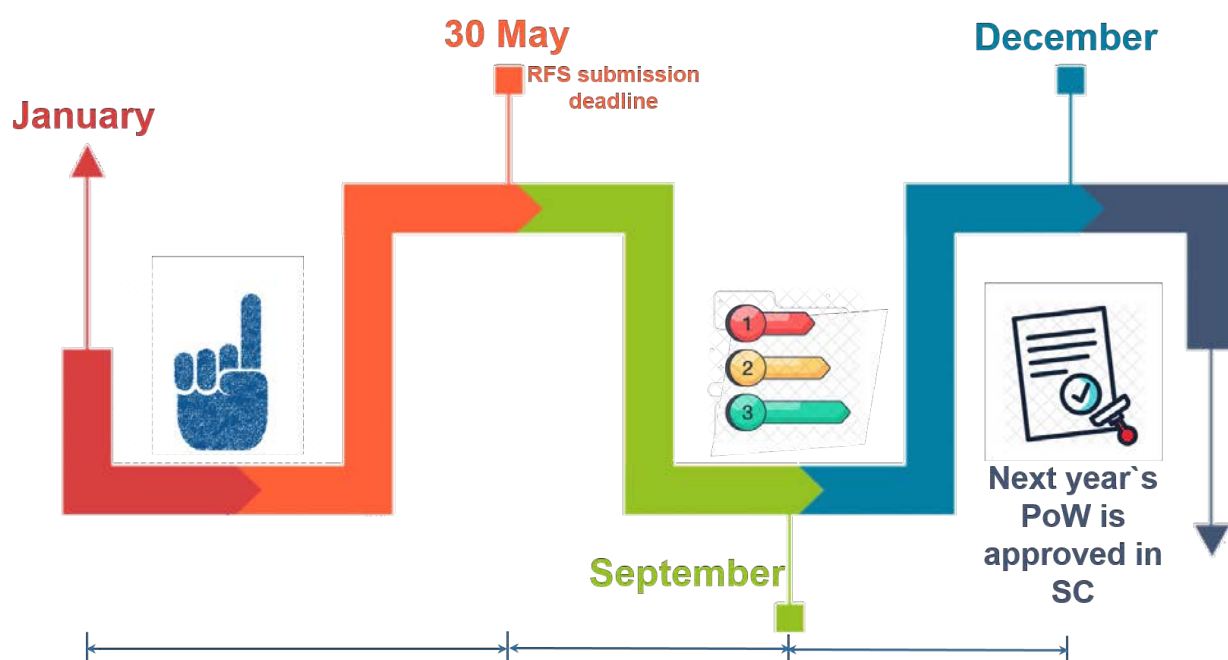 January
30 May
RFS submission
deadline
December
1
2
3
September
Next year`s
PoW is
approved in
SC